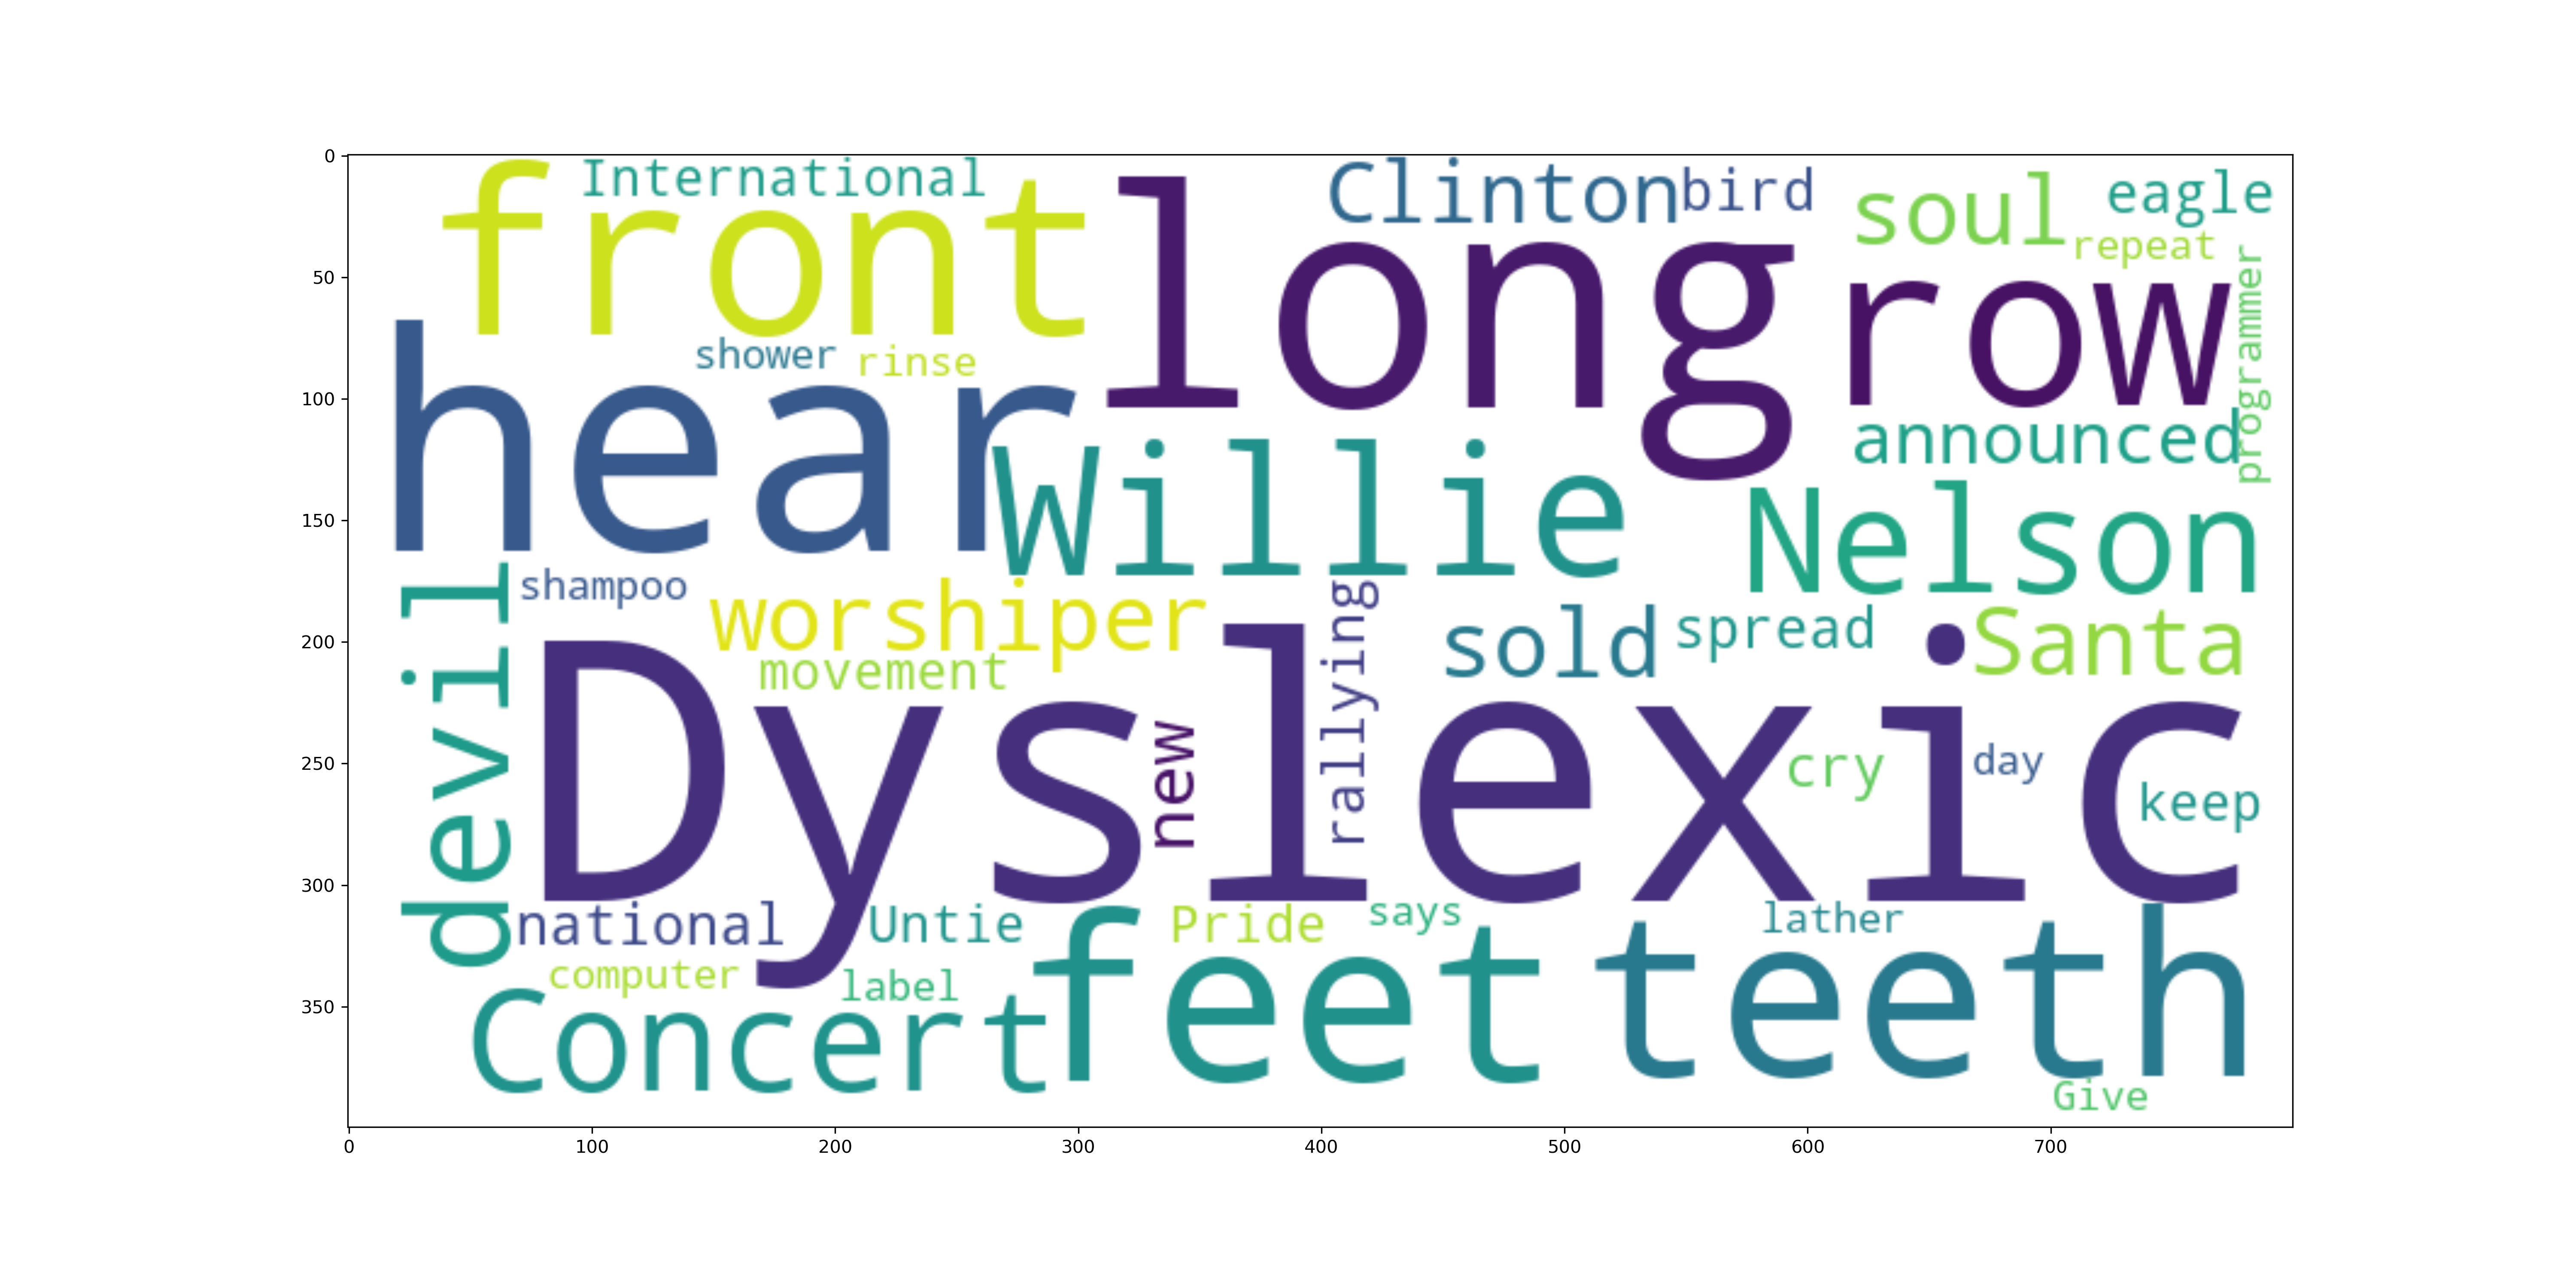 0
50
100
150
200
250
300
350
International
Clinton
bird
soul
eagle
front
long
repeat
row
programmer
shower
rinse
hear
announced
Willie
Nelson
devil
shampoo
worshiper
rallying
sold
spread
Santa
movement
Dyslexic
new
cry
day
keep
national
Untie
Pride
says
lather
computer
label
feet
teeth
Concert
Give
0
100
200
300
400
500
600
700